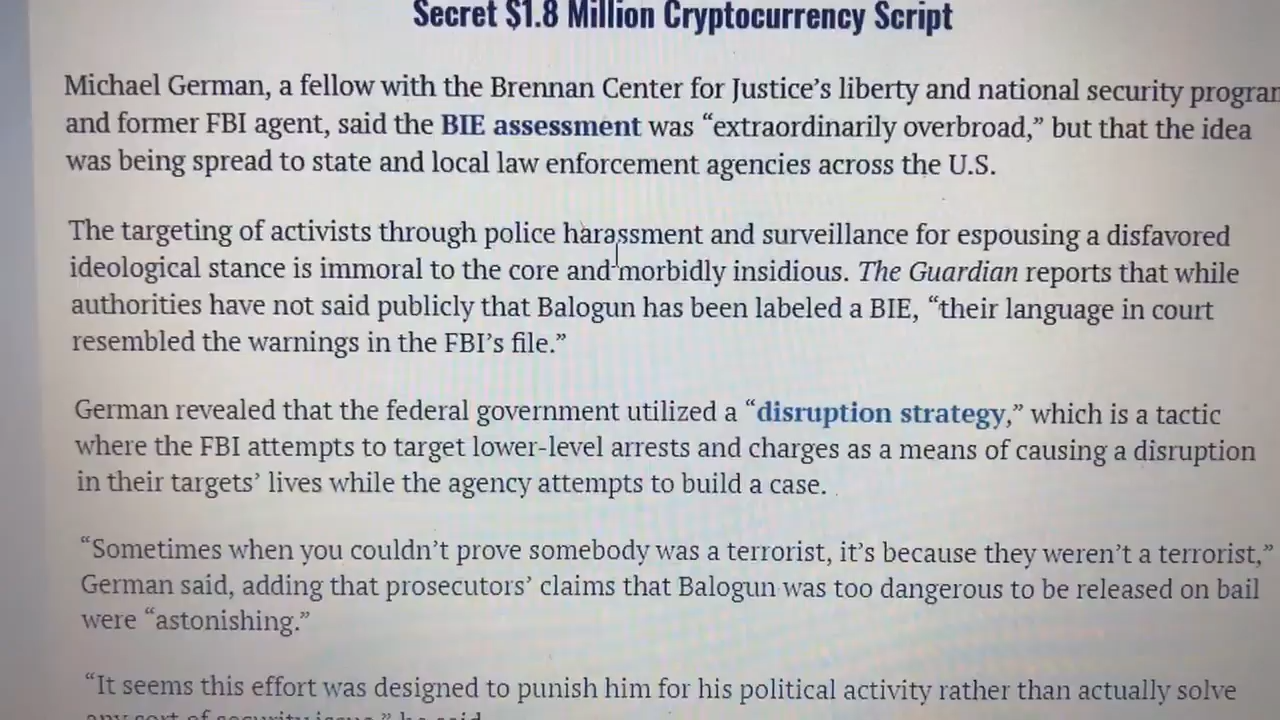 Secret $1.8 Million Cryptocurrency Script
Michael German, a fellow with the Brennan Center for Justice’s liberty and national security
and former FBI agent, said the BIE assessment was “extraordinarily overbroad,” but that the idea
was being spread to state and local law enforcement agencies across the U.S.
The targeting of activists through police harassment and surveillance for espousing a disfavored
ideological stance is immoral to the core and morbidly insidious. The Guardian reports that while
authorities have not said publicly that Balogun has been labeled a BIE, “their language in court
resembled the warnings in the FBI’s file.”
German revealed that the federal government utilized a “disruption strategy,” which is a tactic
where the FBI attempts to target lower-level arrests and charges as a means of causing a disruption
in their targets’ lives while the agency attempts to build a case.
“Sometimes when you couldn’t prove somebody was a terrorist, it’s because they weren’t a terrorist,”
German said, adding that prosecutors’ claims that Balogun was too dangerous to be released on bail
were “astonishing.”
“It seems this effort was designed to punish him for his political activity rather than actually solve
any sort of security issue,” he said.